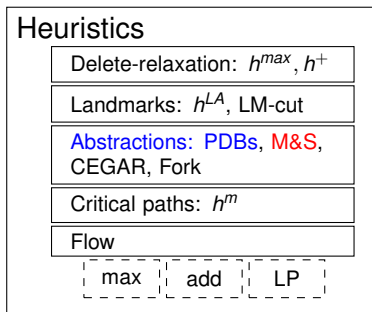 Heuristics
Delete-relaxation: h^max, h^+
Landmarks: h^LA, LM-cut
Abstractions: PDBs, M&S,
CEGAR, Fork
Critical paths: h^m
Flow
max add LP